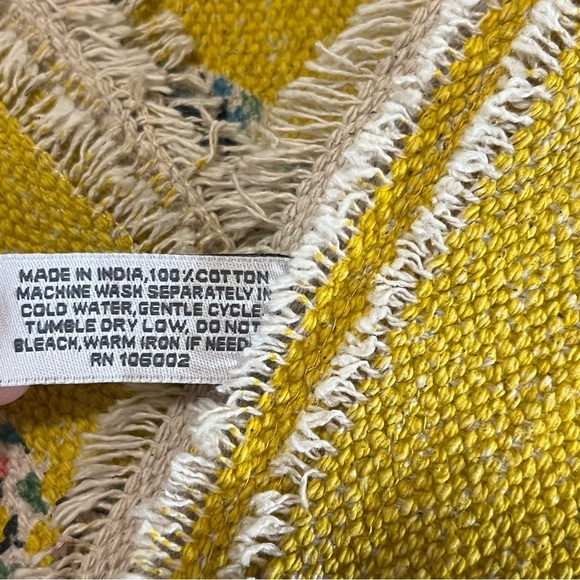 MADE IN INDIA, 100% COTTON
MACHINE WASH SEPARATELY IN
COLD WATER, GENTLE CYCLE,
TUMBLE DRY LOW, DO NOT
BLEACH, WARM IRON IF
RN 106002